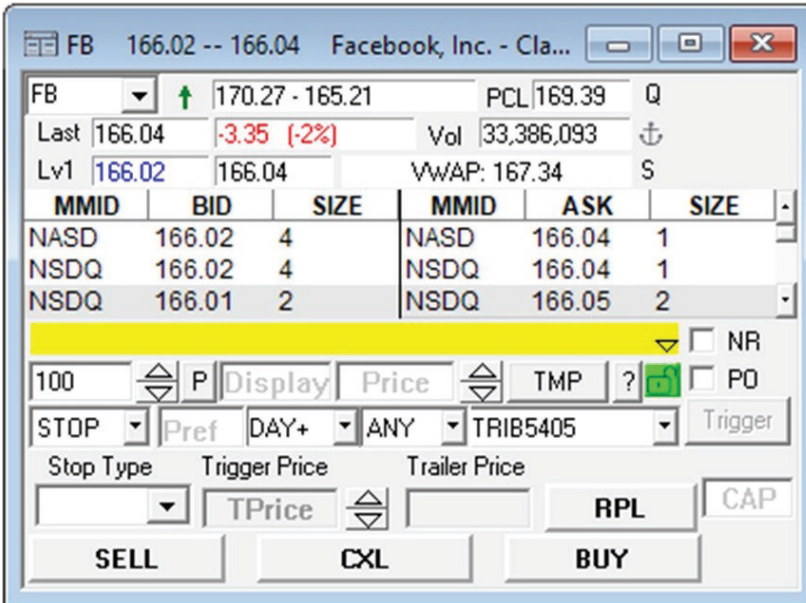 FB 166.02 -- 166.04 Facebook, Inc. - Cla...
FB 170.27 - 165.21 PCL 169.39 Q
Last 166.04 -3.35 (-2%) Vol 33,386,093
Lv1 166.02 166.04 VWAP: 167.34 S
MMID BID SIZE MMID ASK SIZE
NASD 166.02 4 NASD 166.04 1
NSDQ 166.02 4 NSDQ 166.04 1
NSDQ 166.01 2 NSDQ 166.05 2
NR
100 P Display Price TMP ? PO
STOP Pref DAY+ ANY TRIB5405 Trigger
Stop Type Trigger Price Trailer Price
TPrice RPL CAP
SELL CXL BUY